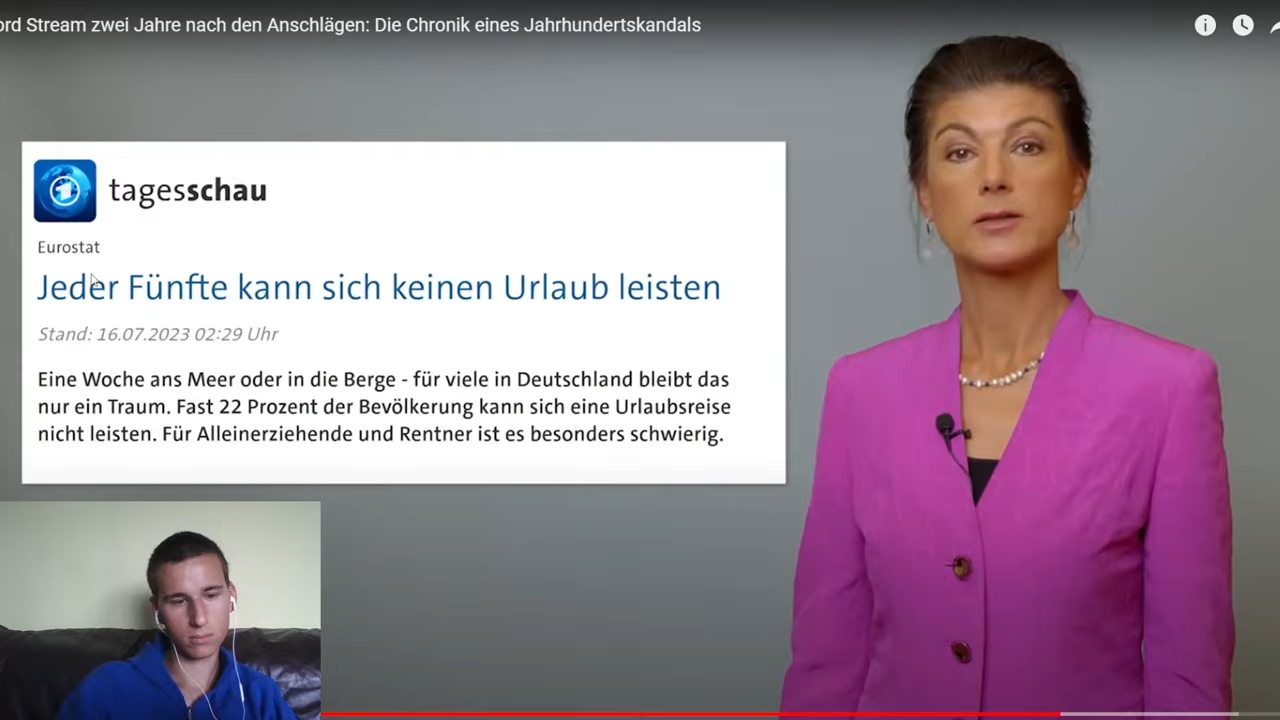 ord Stream zwei Jahre nach den Anschlägen: Die Chronik eines Jahrhundertskandals
tagesschau
Eurostat
Jeder Fünfte kann sich keinen Urlaub leisten
Stand: 16.07.2023 02:29 Uhr
Eine Woche ans Meer oder in die Berge - für viele in Deutschland bleibt das
nur ein Traum. Fast 22 Prozent der Bevölkerung kann sich eine Urlaubsreise
nicht leisten. Für Alleinerziehende und Rentner ist es besonders schwierig.